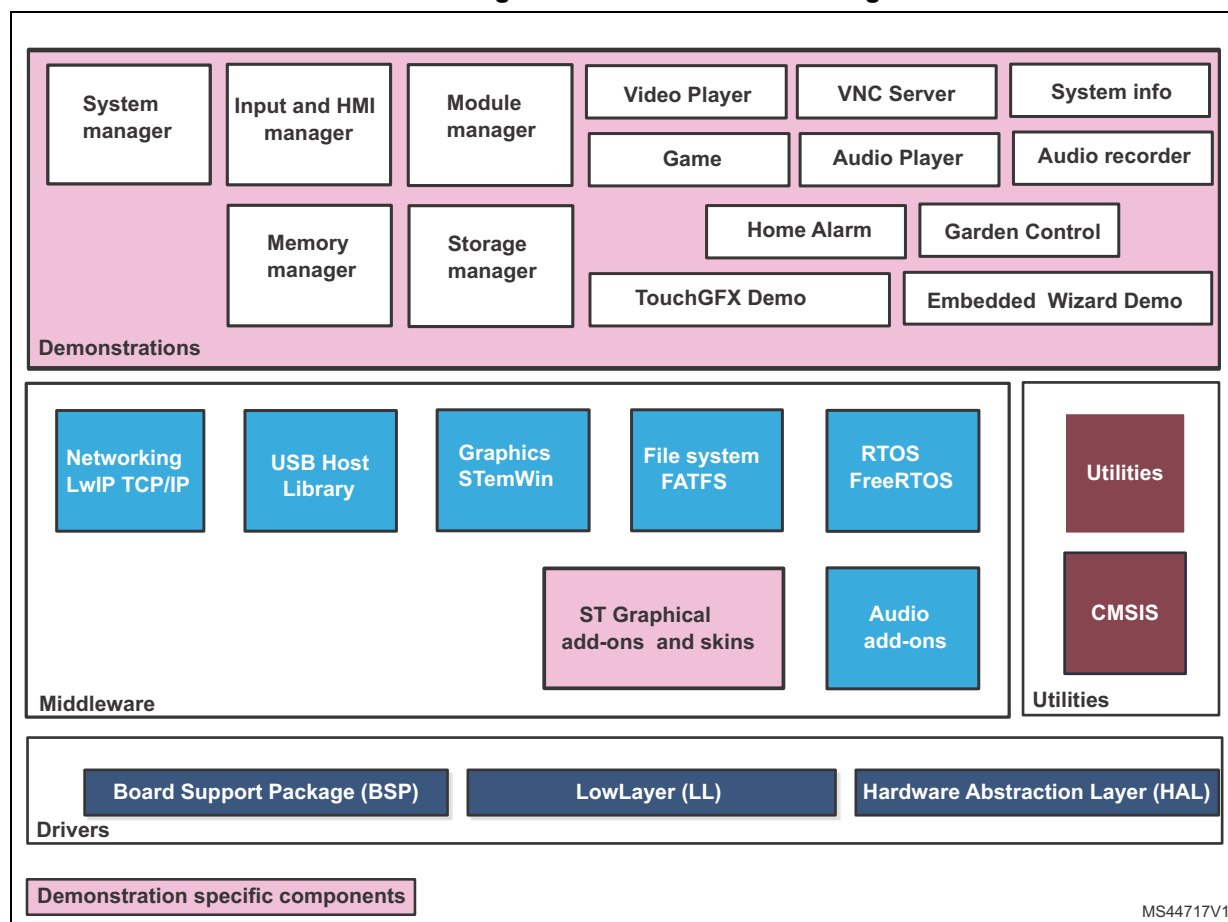 System
manager
Input and HMI
manager
Module
manager
Video Player
VNC Server
System info
Game
Audio Player
Audio recorder
Memory
manager
Storage
manager
Home Alarm
Garden Control
TouchGFX Demo
Embedded Wizard Demo
Demonstrations
Networking
LwIP TCP/IP
USB Host
Library
Graphics
STemWin
File system
FATFS
RTOS
FreeRTOS
Utilities
ST Graphical
add-ons and skins
Audio
add-ons
CMSIS
Middleware
Utilities
Board Support Package (BSP)
LowLayer (LL)
Hardware Abstraction Layer (HAL)
Drivers
Demonstration specific components
MS44717V1